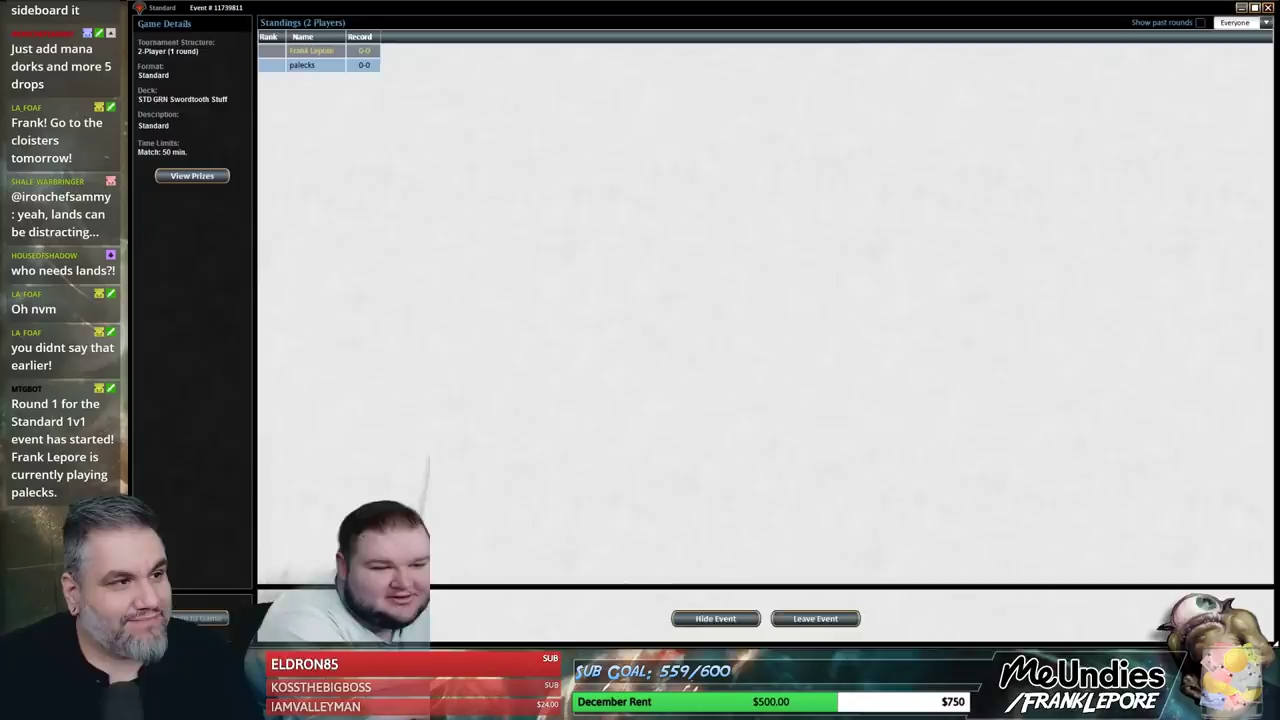 sideboard it
Just add mana
dorks and more 5
drops
LA_FOAF
Frank! Go to the
cloisters
tomorrow!
SHALE-WARBRINGER
@ironchefsammy
: yeah, lands can
be distracting...
HOUSEOFSHADOW
who needs lands?!
LA_FOAF
Oh nvm
LA_FOAF
you didnt say that
earlier!
MTGBOT
Round 1 for the
Standard 1v1
event has started!
Frank Lepore is
currently playing
palecks.
Standard Event # 11739811
Game Details
Tournament Structure:
2-Player (1 round)
Format:
Standard
Deck:
STD GRN Swordtooth Stuff
Description:
Standard
Time Limits:
Match: 50 min.
View Prizes
Standings (2 Players)
Show past rounds
Everyone
Rank Name Record
Frank Lepore 0-0
palecks 0-0
to Game
Hide Event
Leave Event
ELDRON85 SUB
KOSSTHEBIGBOSS SUB
IAMVALLEYMAN $24.00
SUB GOAL: 559/600
December Rent $500.00 $750
MeUndies
/FRANKLEPORE